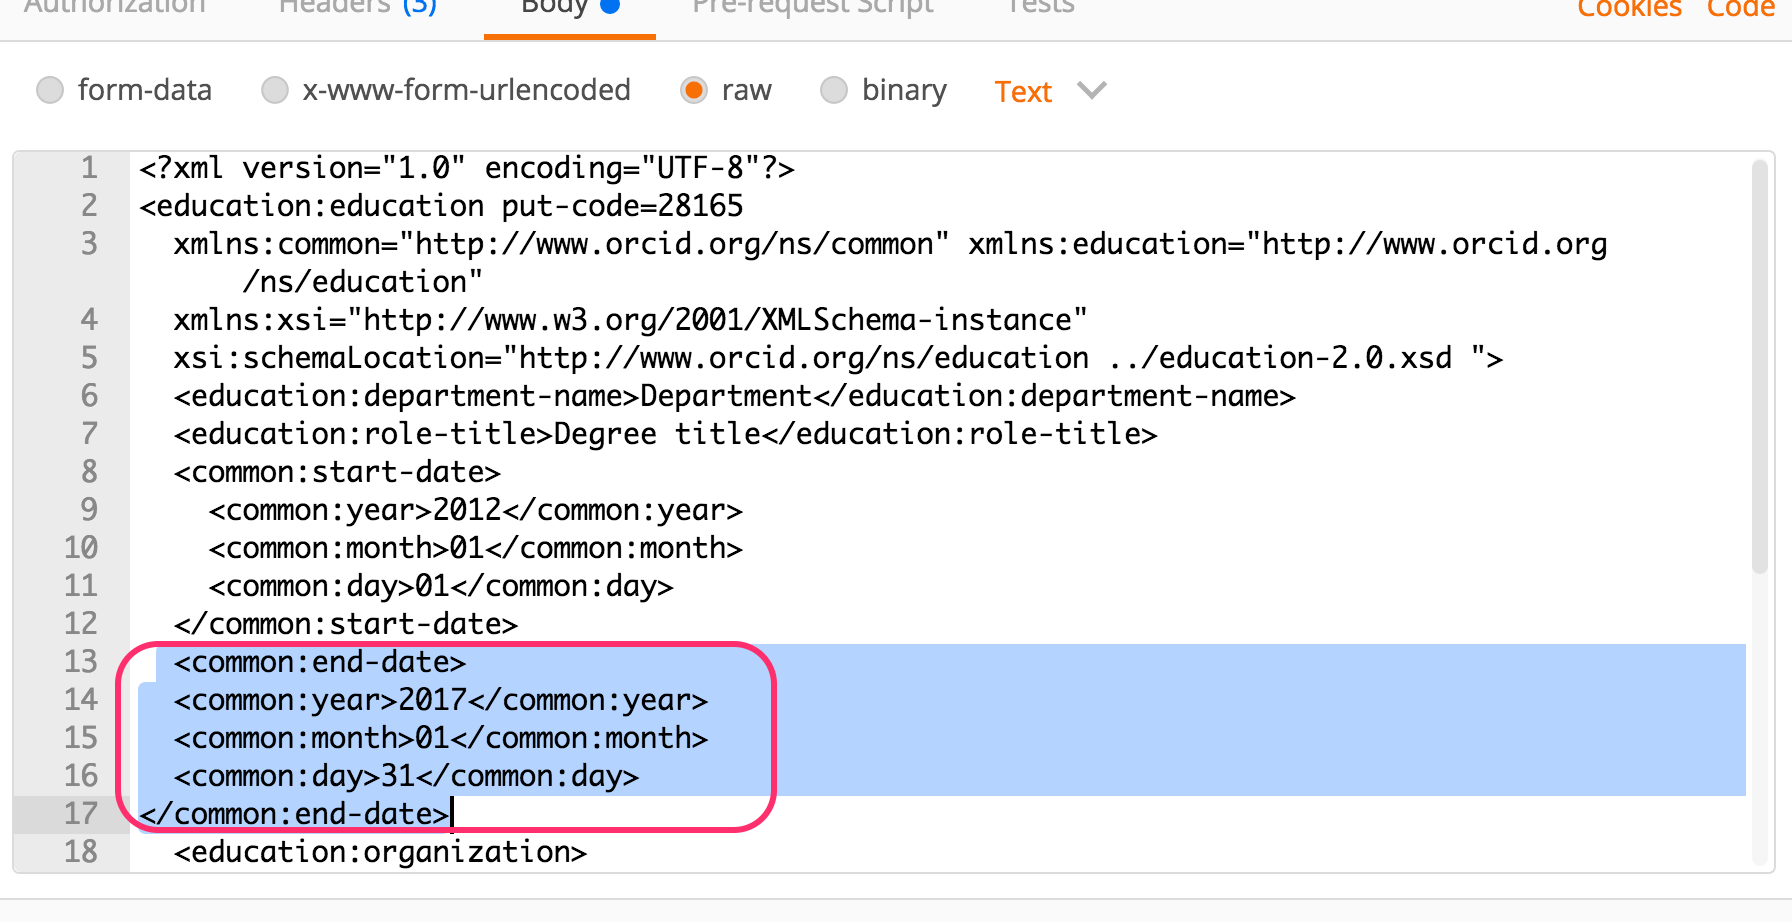 Authorization Headers (3) Body Pre-request Script Tests Cookies Code
form-data x-www-form-urlencoded raw binary Text
1 <?xml version="1.0" encoding="UTF-8"?>
2 <education:education put-code=28165
3 xmlns:common="http://www.orcid.org/ns/common" xmlns:education="http://www.orcid.org
/ns/education"
4 xmlns:xsi="http://www.w3.org/2001/XMLSchema-instance"
5 xsi:schemaLocation="http://www.orcid.org/ns/education ../education-2.0.xsd ">
6 <education:department-name>Department</education:department-name>
7 <education:role-title>Degree title</education:role-title>
8 <common:start-date>
9 <common:year>2012</common:year>
10 <common:month>01</common:month>
11 <common:day>01</common:day>
12 </common:start-date>
13 <common:end-date>
14 <common:year>2017</common:year>
15 <common:month>01</common:month>
16 <common:day>31</common:day>
17 </common:end-date>
18 <education:organization>